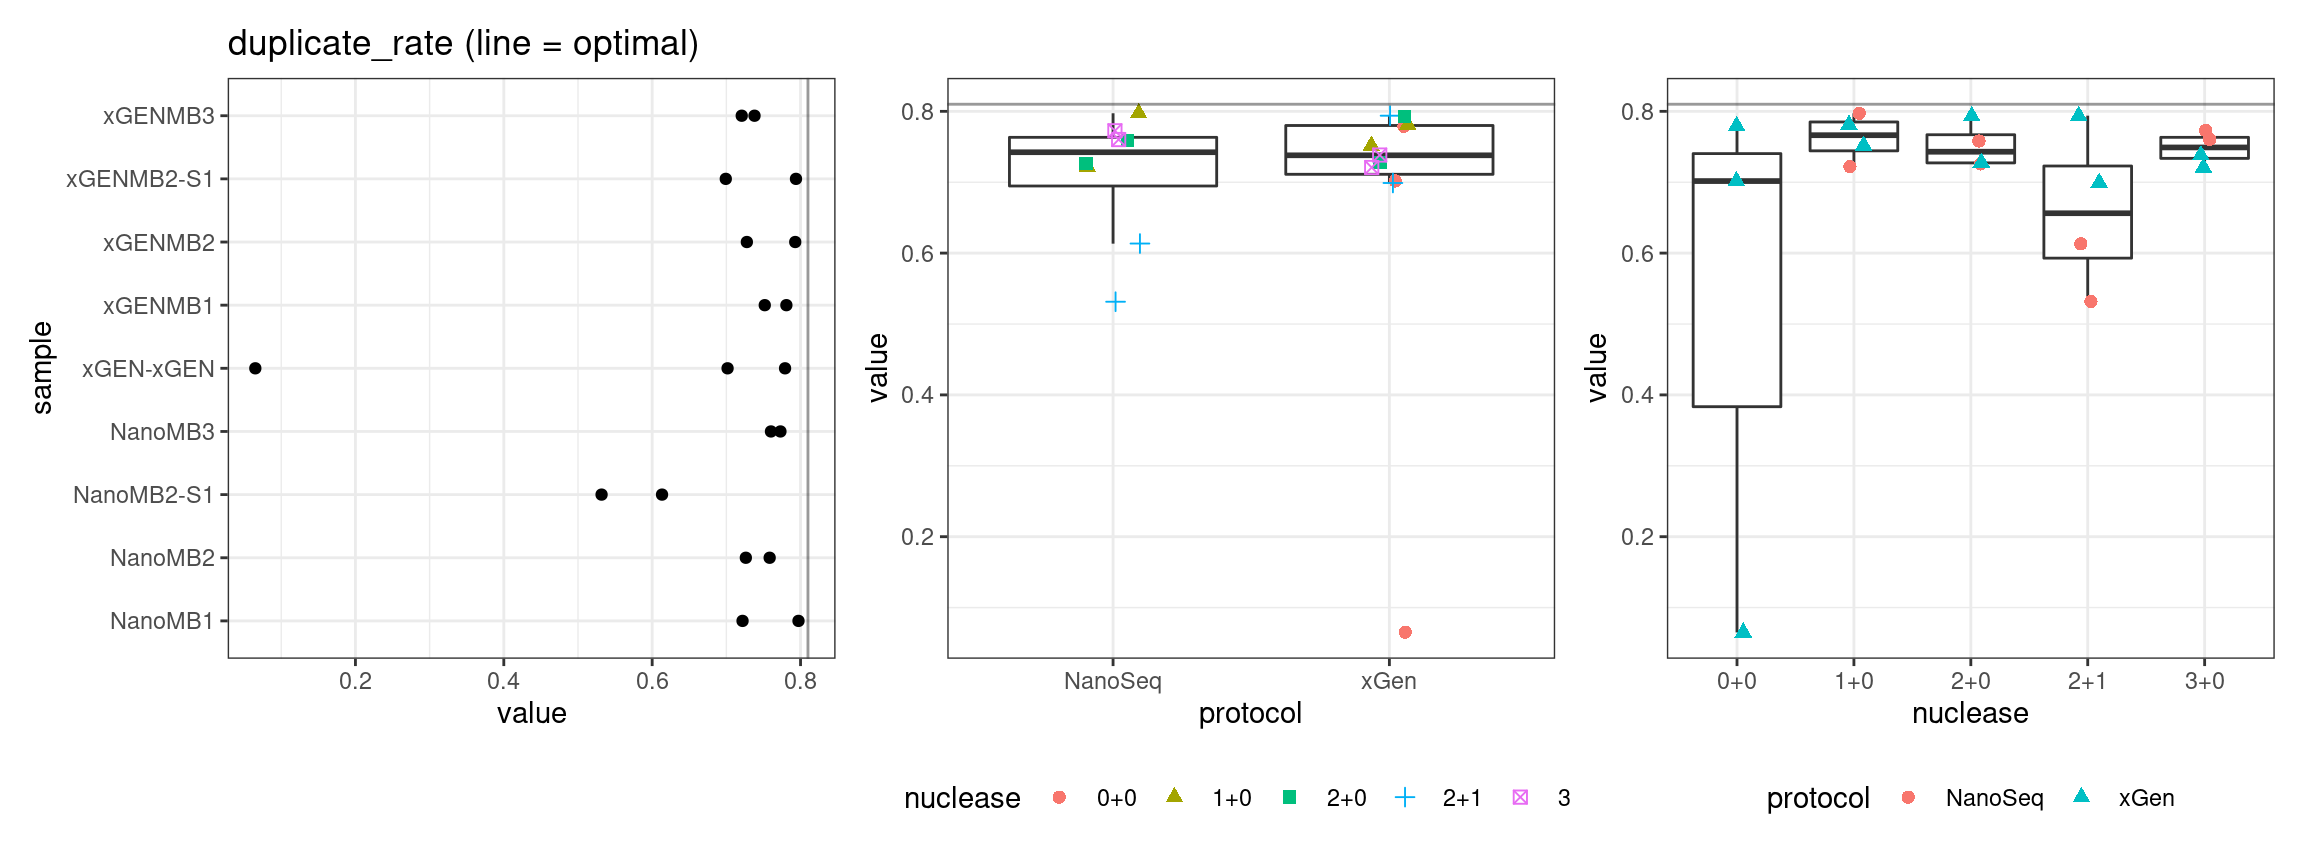 duplicate_rate (line = optimal)
sample
xGENMB3
xGENMB2-S1
xGENMB2
xGENMB1
xGEN-xGEN
NanoMB3
NanoMB2-S1
NanoMB2
NanoMB1
0.2 0.4 0.6 0.8
value
value
0.8
0.6
0.4
0.2
NanoSeq xGen
protocol
nuclease 0+0 1+0 2+0 2+1 3
value
0.8
0.6
0.4
0.2
0+0 1+0 2+0 2+1 3+0
nuclease
protocol NanoSeq xGen